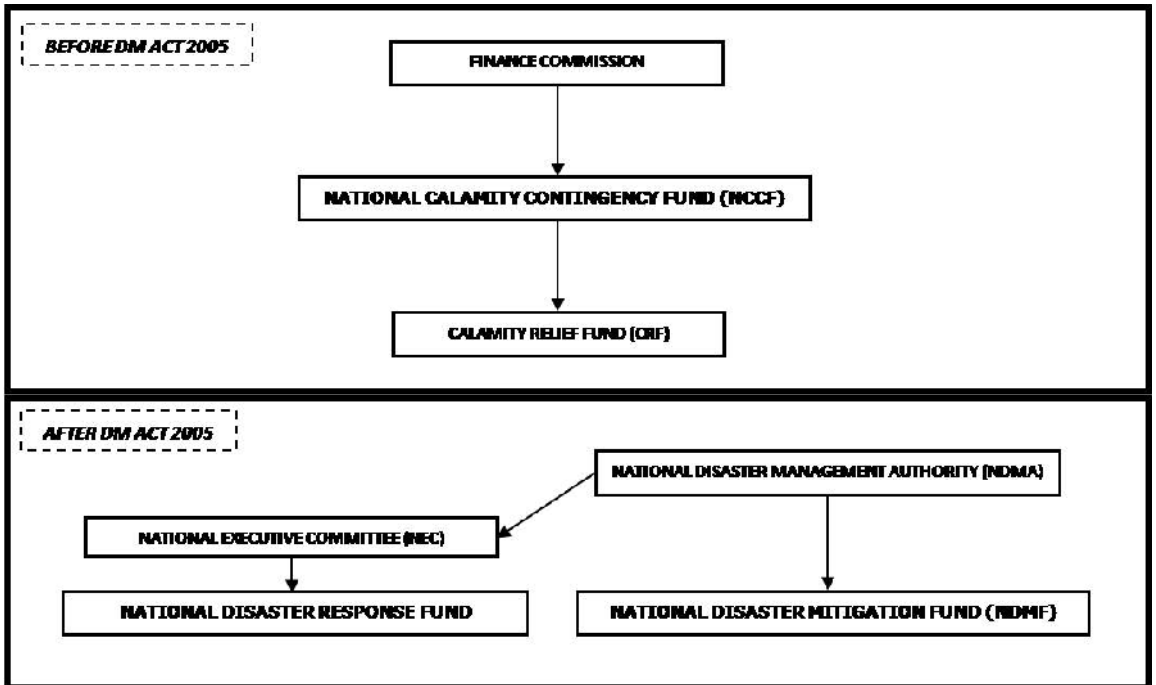 BEFORE DM ACT 2005
FINANCE COMMISSION
NATIONAL CALAMITY CONTINGENCY FUND (NCCF)
CALAMITY RELIEF FUND (CRF)
AFTER DM ACT 2005
NATIONAL DISASTER MANAGEMENT AUTHORITY (NDMA)
NATIONAL EXECUTIVE COMMITTEE (NEC)
NATIONAL DISASTER RESPONSE FUND
NATIONAL DISASTER MITIGATION FUND (NDMF)